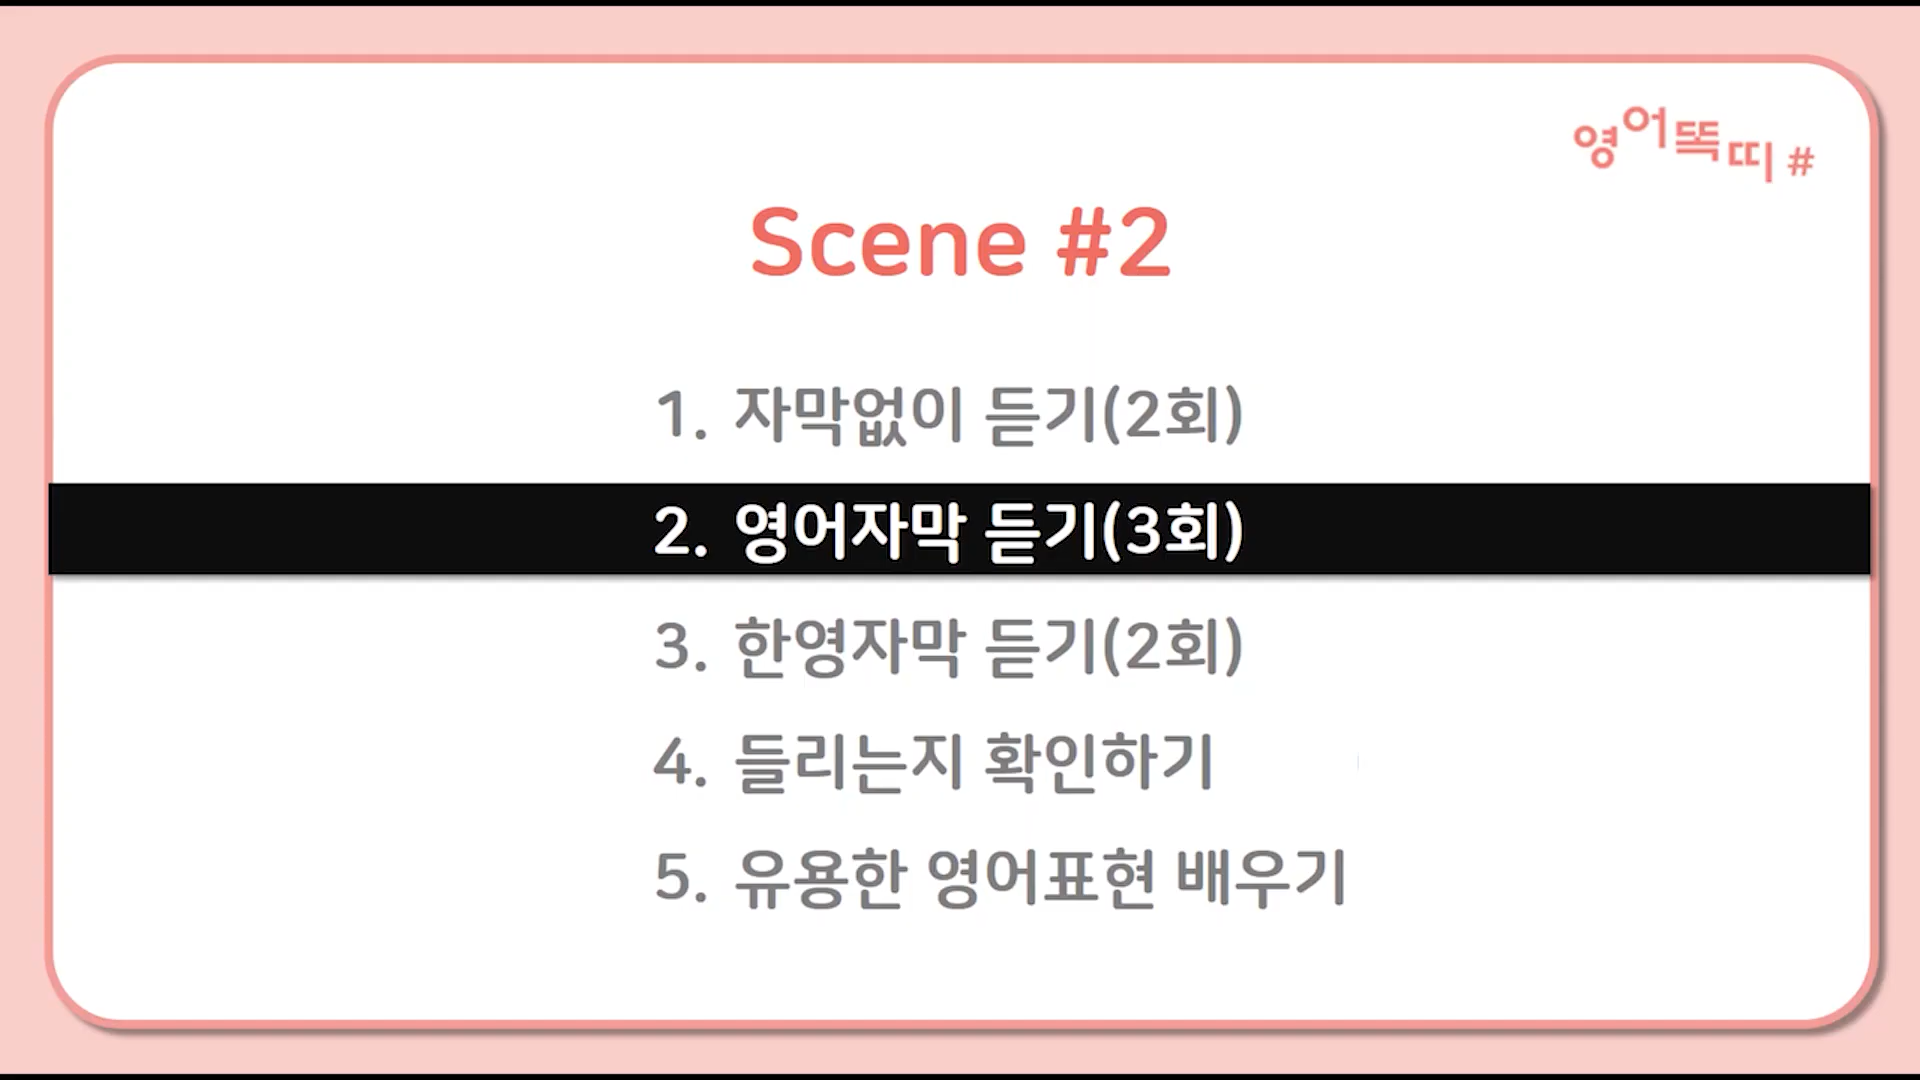 영어똑띠 #
Scene #2
1. 자막없이 듣기(2회)
2. 영어자막 듣기(3회)
3. 한영자막 듣기(2회)
4. 들리는지 확인하기
5. 유용한 영어표현 배우기